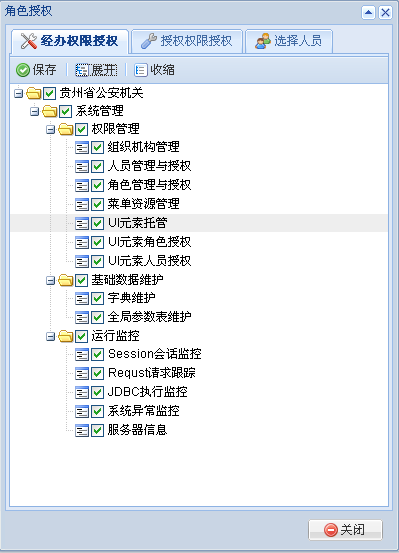 角色授权
经办权限授权 授权权限授权 选择人员
保存 展开 收缩
贵州省公安机关
系统管理
权限管理
组织机构管理
人员管理与授权
角色管理与授权
菜单资源管理
UI元素托管
UI元素角色授权
UI元素人员授权
基础数据维护
字典维护
全局参数表维护
运行监控
Session会话监控
Requst请求跟踪
JDBC执行监控
系统异常监控
服务器信息
关闭